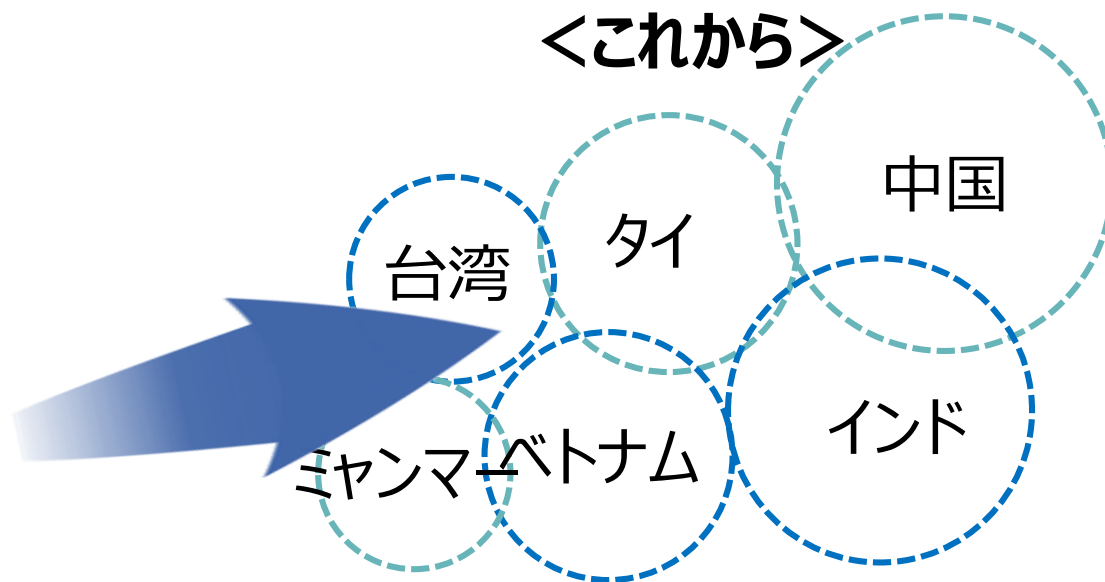 ＜これから＞
中国
タイ
台湾
インド
ベトナム
ミャンマー